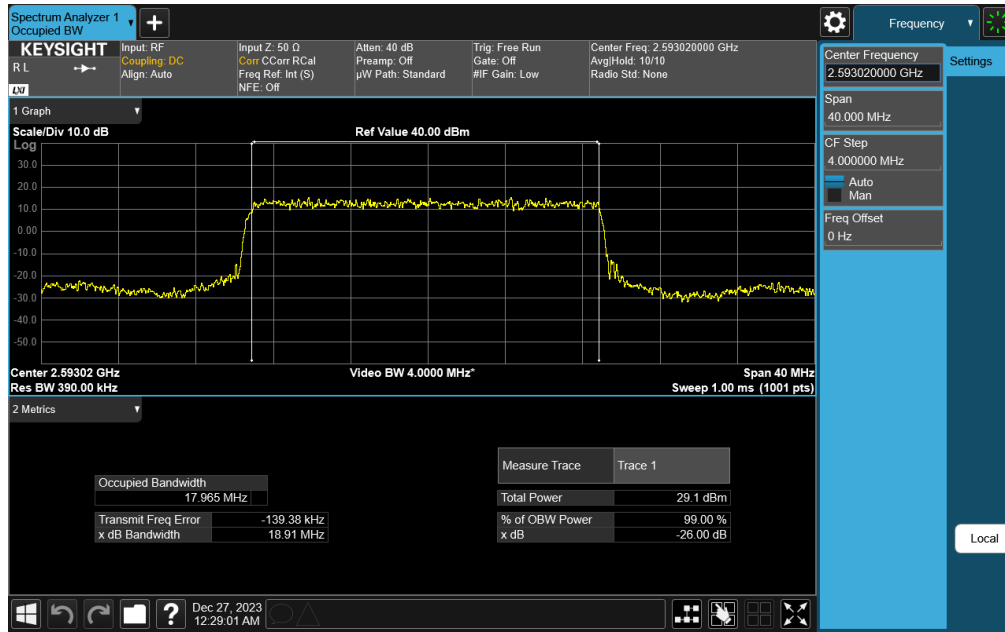 Spectrum Analyzer 1
Occupied BW
Frequency
KEYSIGHT
R L
LXI
Input: RF
Coupling: DC
Align: Auto
Input Z: 50 Ω
Corr CCorr RCal
Freq Ref: Int (S)
NFE: Off
Atten: 40 dB
Preamp: Off
µW Path: Standard
Trig: Free Run
Gate: Off
#IF Gain: Low
Center Freq: 2.593020000 GHz
Avg|Hold: 10/10
Radio Std: None
Center Frequency
2.593020000 GHz
Settings
Span
40.000 MHz
CF Step
4.000000 MHz
Auto
Man
Freq Offset
0 Hz
1 Graph
Scale/Div 10.0 dB
Ref Value 40.00 dBm
Log
30.0
20.0
10.0
0.00
-10.0
-20.0
-30.0
-40.0
-50.0
Center 2.59302 GHz
Video BW 4.0000 MHz*
Span 40 MHz
Res BW 390.00 kHz
Sweep 1.00 ms (1001 pts)
2 Metrics
Measure Trace Trace 1
Occupied Bandwidth
17.965 MHz
Total Power 29.1 dBm
Transmit Freq Error -139.38 kHz
% of OBW Power 99.00 %
x dB Bandwidth 18.91 MHz
x dB -26.00 dB
Local
?
Dec 27, 2023
12:29:01 AM